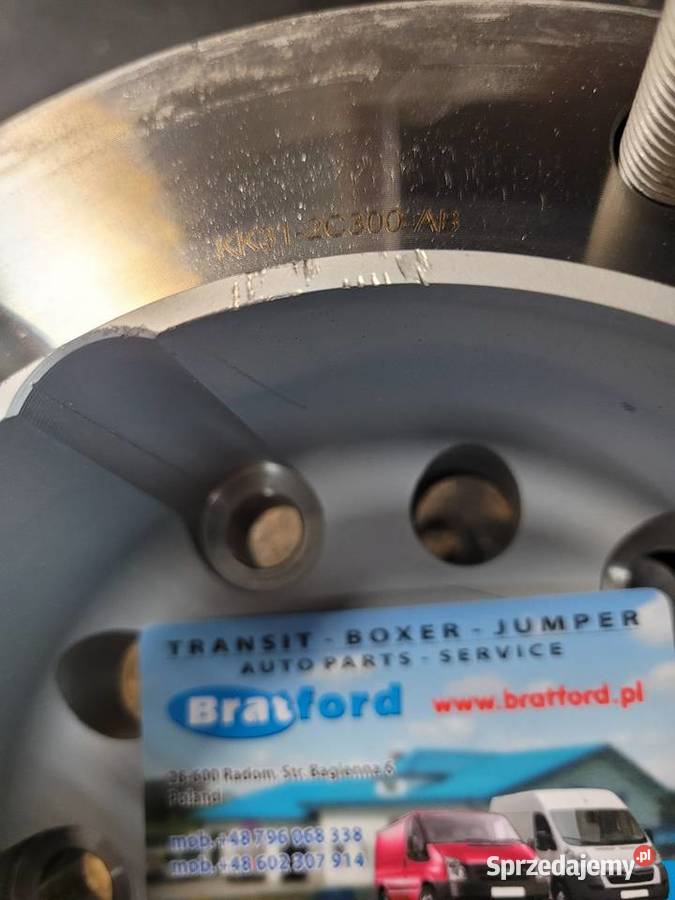 KK31-2C300-AB
TRANSIT - BOXER - JUMPER
AUTO PARTS - SERVICE
Bratford www.bratford.pl
26-600 Radom, Str. Bagienna 6
Poland
mob.+48 796 068 338
mob.+48 602 307 914
Sprzedajemy.pl